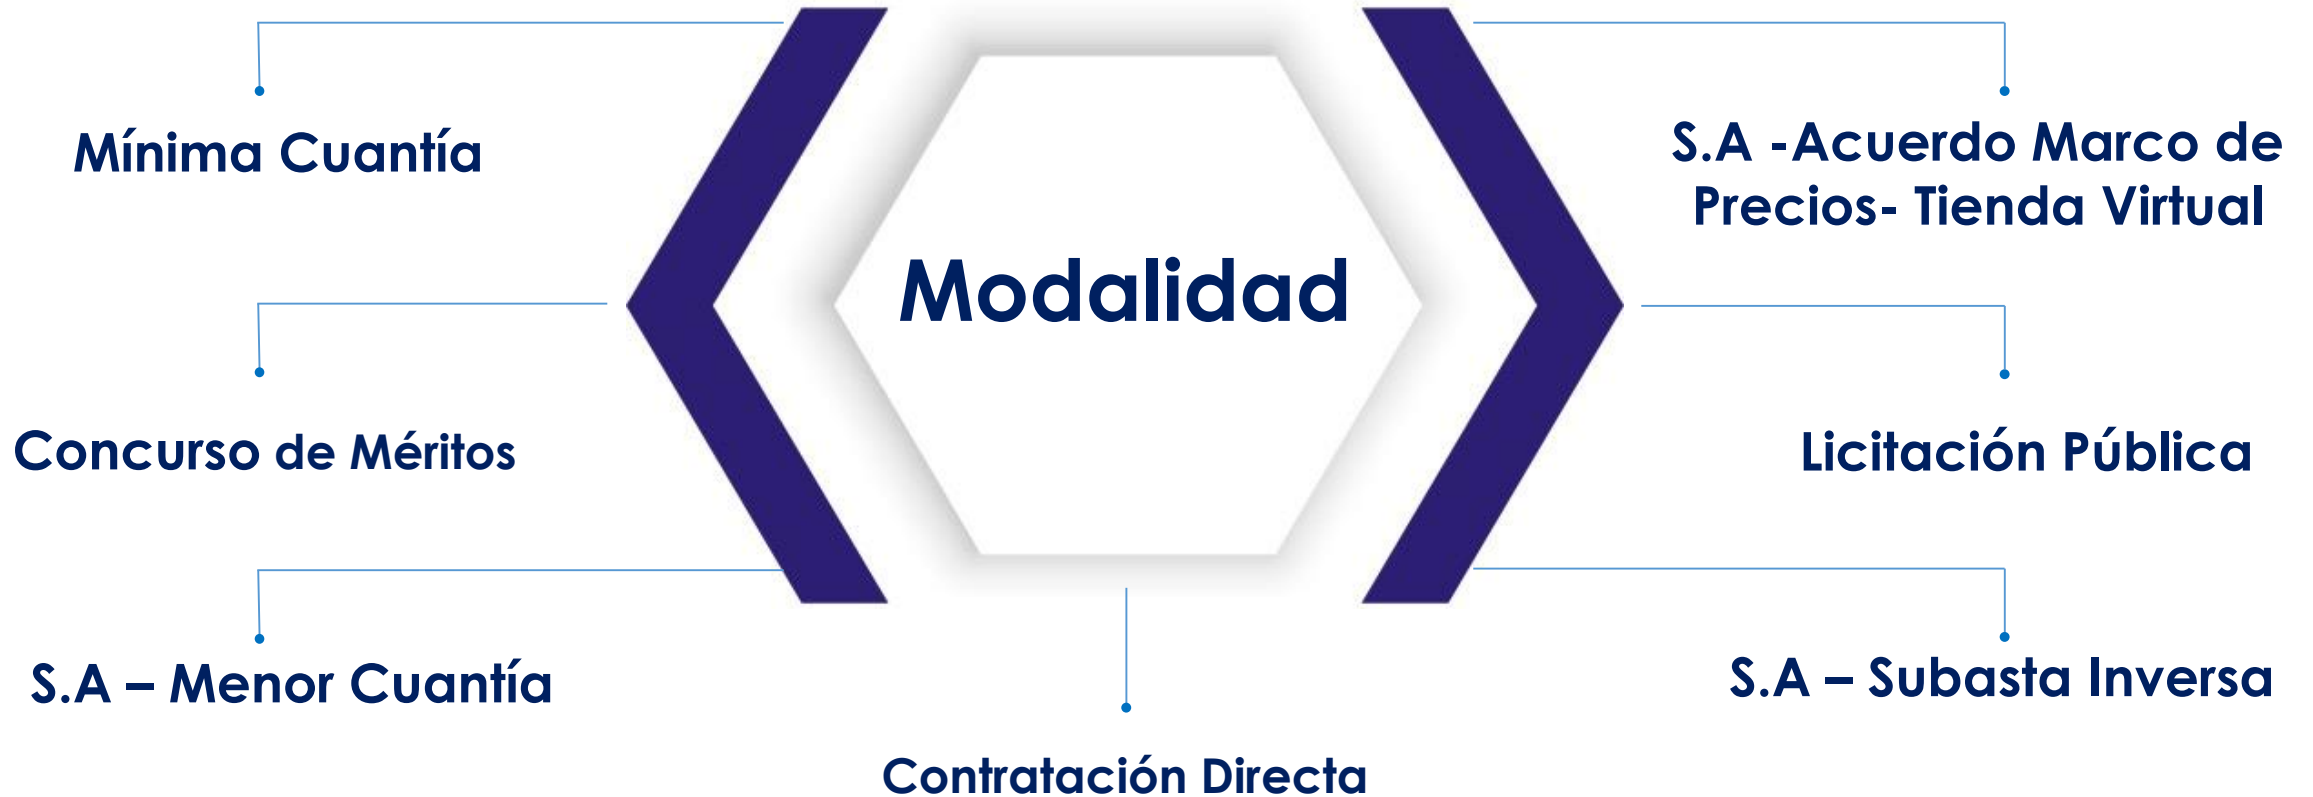 Mínima Cuantía
Concurso de Méritos
S.A – Menor Cuantía
Modalidad
Contratación Directa
S.A -Acuerdo Marco de
Precios- Tienda Virtual
Licitación Pública
S.A – Subasta Inversa